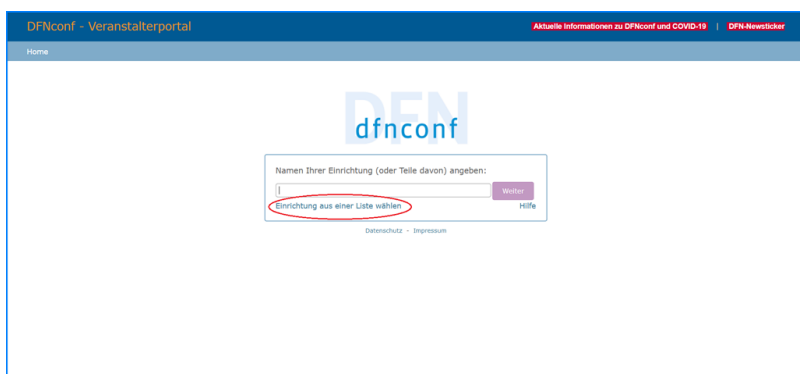 DFNconf - Veranstalterportal
Aktuelle Informationen zu DFNconf und COVID-19 | DFN-Newsticker
Home
DFN
dfnconf
Namen Ihrer Einrichtung (oder Teile davon) angeben:
Weiter
Einrichtung aus einer Liste wählen
Hilfe
Datenschutz - Impressum